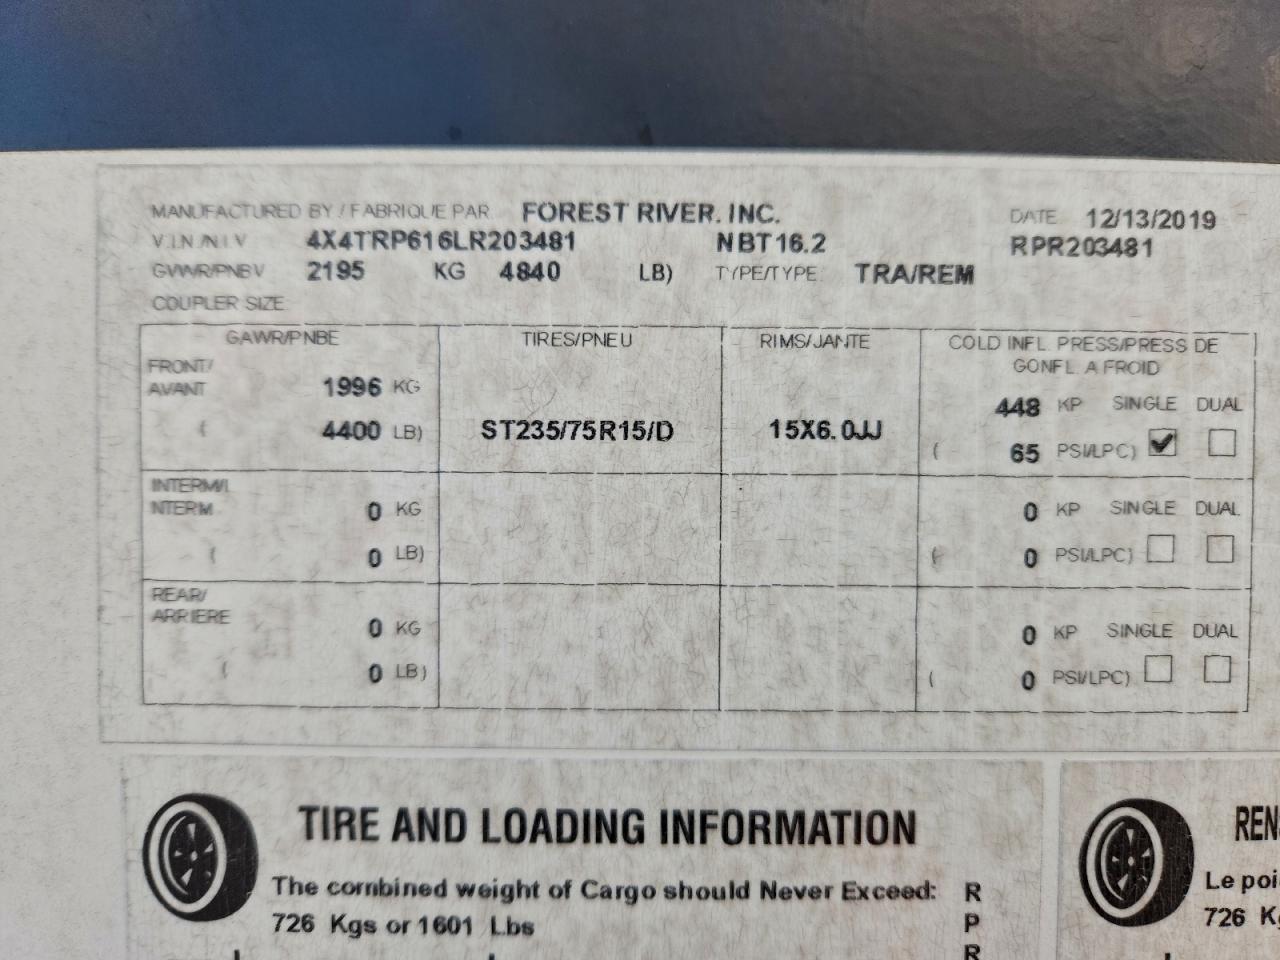 MANUFACTURED BY / FABRIQUE PAR FOREST RIVER. INC. DATE 12/13/2019
V.I.N./N.I.V 4X4TRP616LR203481 NBT16.2 RPR203481
GVWR/PNBV 2195 KG 4840 LB) TYPE/TYPE TRA/REM
COUPLER SIZE
GAWR/PNBE TIRES/PNEU RIMS/JANTE COLD INFL. PRESS/PRESS DE
GONFL. A FROID
FRONT/
AVANT 1996 KG 448 KP SINGLE DUAL
( 4400 LB) ST235/75R15/D 15X6.0JJ ( 65 PSI/LPC)
INTERM/I
NTERM 0 KG 0 KP SINGLE DUAL
( 0 LB) ( 0 PSI/LPC)
REAR/
ARRIERE 0 KG 0 KP SINGLE DUAL
( 0 LB) ( 0 PSI/LPC)
TIRE AND LOADING INFORMATION
The combined weight of Cargo should Never Exceed:
726 Kgs or 1601 Lbs
R
P
R
REN
Le poi
726 K